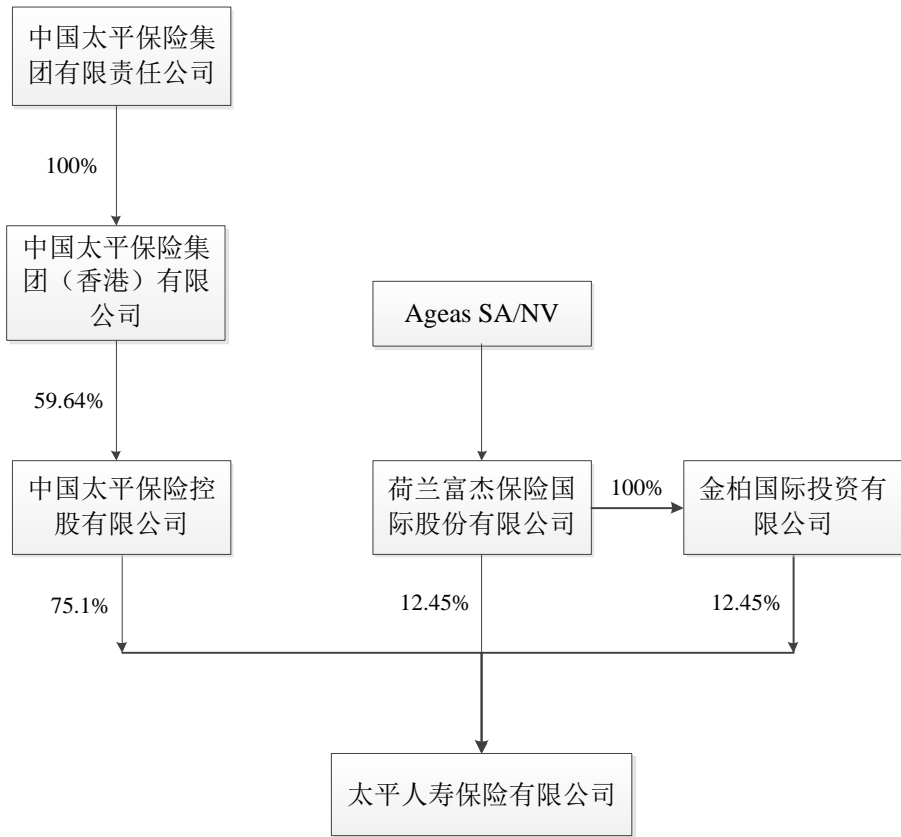 中国太平保险集
团有限责任公司
100%
中国太平保险集
团（香港）有限
公司
Ageas SA/NV
59.64%
中国太平保险控
股有限公司
荷兰富杰保险国
际股份有限公司
100%
金柏国际投资有
限公司
75.1%
12.45%
12.45%
太平人寿保险有限公司